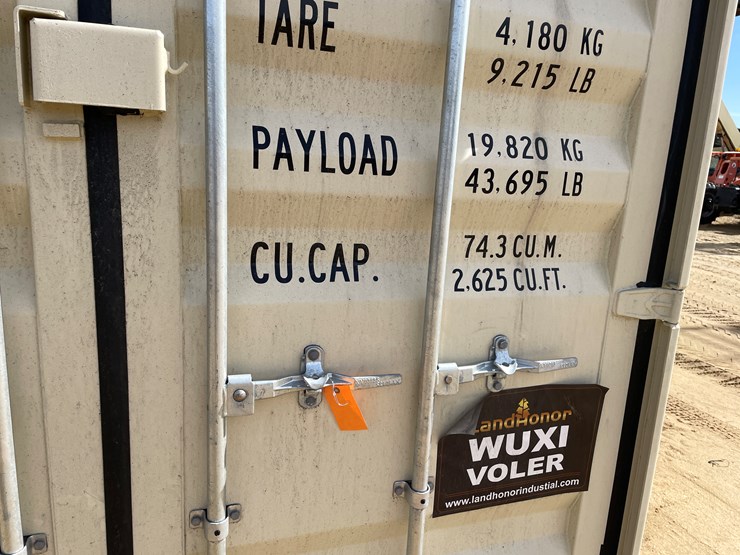 TARE 4,180 KG
9,215 LB
PAYLOAD 19,820 KG
43,695 LB
CU.CAP. 74.3 CU.M.
2,625 CU.FT.
LandHonor
WUXI
VOLER
www.landhonorindustial.com